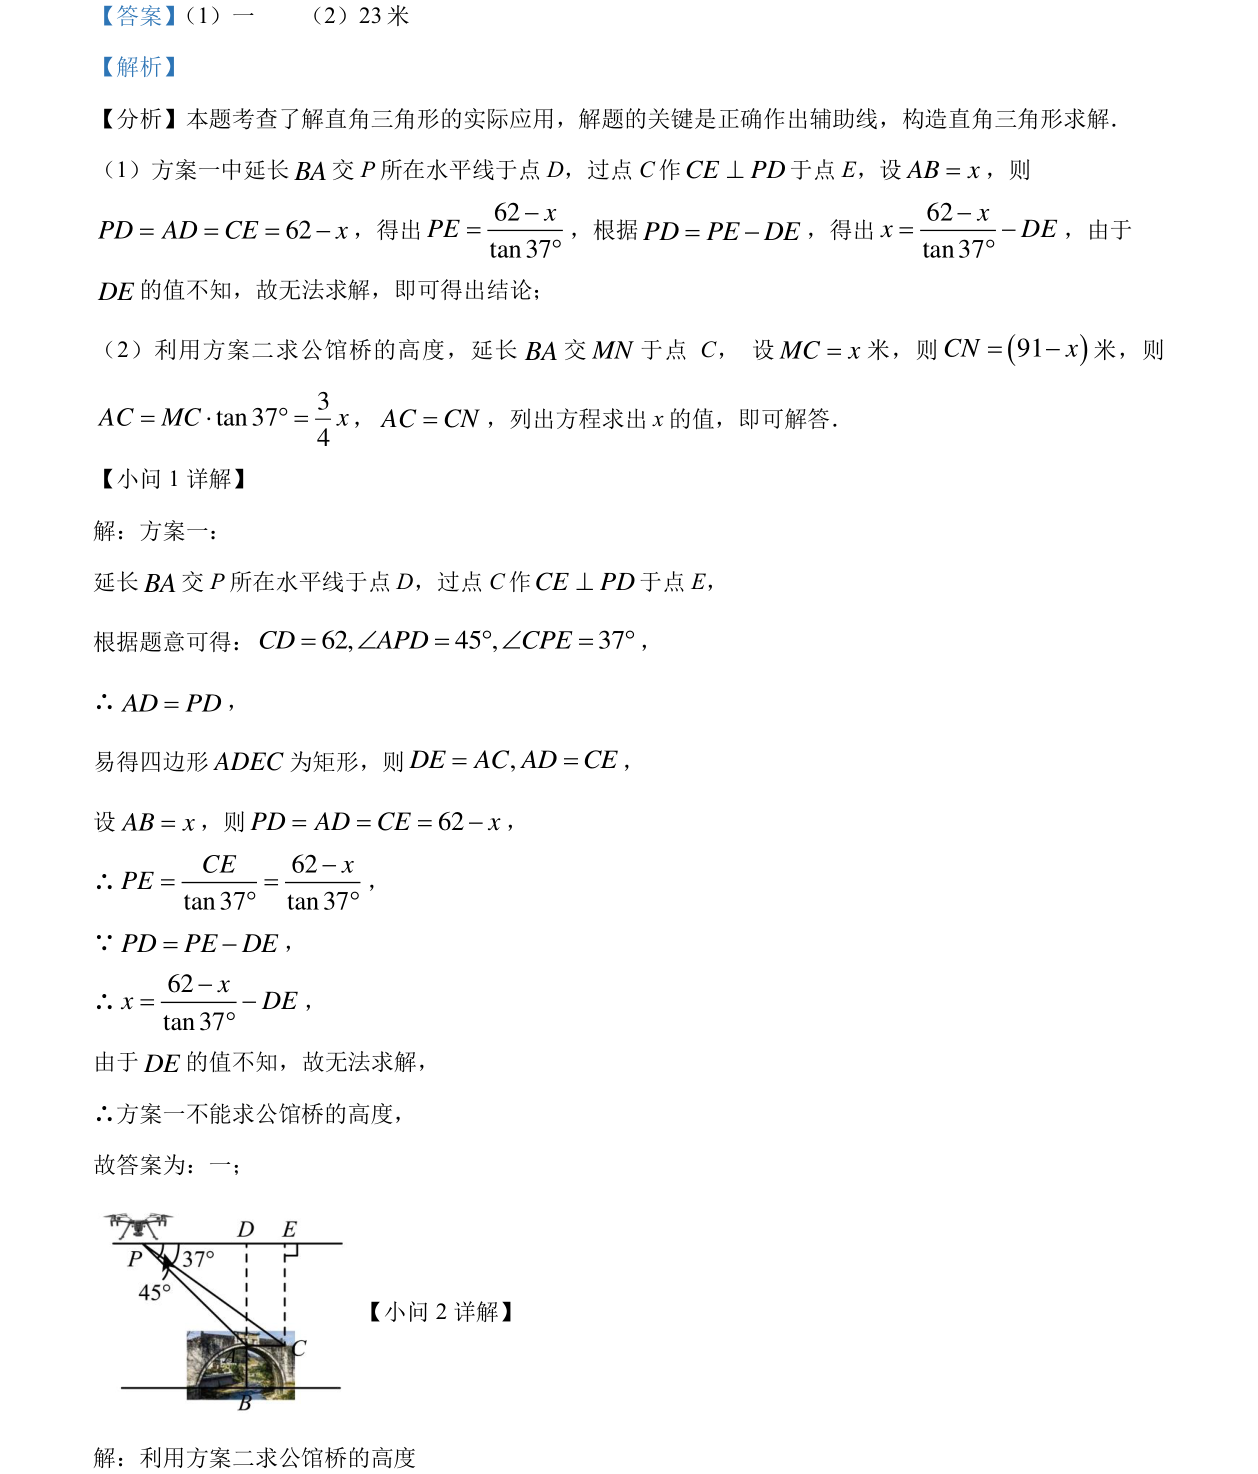 【答案】（1）一　　（2）23 米
【解析】
【分析】本题考查了解直角三角形的实际应用，解题的关键是正确作出辅助线，构造直角三角形求解．
（1）方案一中延长 BA 交 P 所在水平线于点 D，过点 C 作 CE ⊥ PD 于点 E，设 AB = x，则
PD = AD = CE = 62 − x，得出 PE = (62 − x)/(tan 37°)，根据 PD = PE − DE，得出 x = (62 − x)/(tan 37°) − DE，由于
DE 的值不知，故无法求解，即可得出结论；
（2）利用方案二求公馆桥的高度，延长 BA 交 MN 于点 C， 设 MC = x 米，则 CN = (91 − x) 米，则
AC = MC · tan 37° = 3/4 x，AC = CN，列出方程求出 x 的值，即可解答．
【小问 1 详解】
解：方案一：
延长 BA 交 P 所在水平线于点 D，过点 C 作 CE ⊥ PD 于点 E，
根据题意可得：CD = 62, ∠APD = 45°, ∠CPE = 37°，
∴ AD = PD，
易得四边形 ADEC 为矩形，则 DE = AC, AD = CE，
设 AB = x，则 PD = AD = CE = 62 − x，
∴ PE = CE/(tan 37°) = (62 − x)/(tan 37°)，
∵ PD = PE − DE，
∴ x = (62 − x)/(tan 37°) − DE，
由于 DE 的值不知，故无法求解，
∴方案一不能求公馆桥的高度，
故答案为：一；
D E
P 37°
45°
【小问 2 详解】
A C
B
解：利用方案二求公馆桥的高度